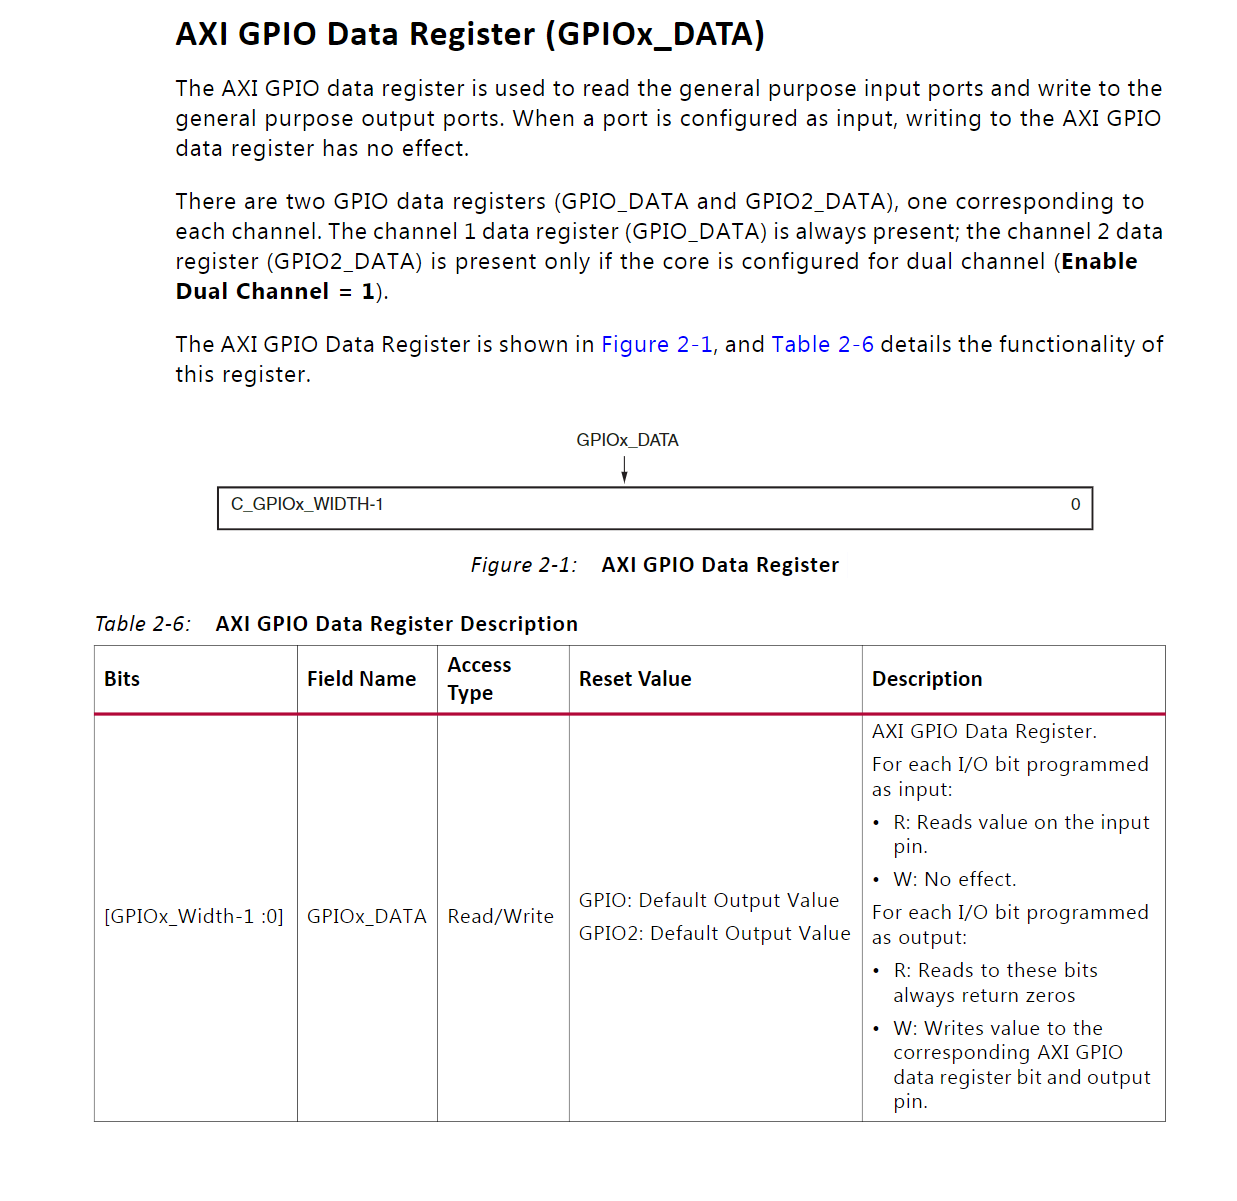 AXI GPIO Data Register (GPIOx_DATA)
The AXI GPIO data register is used to read the general purpose input ports and write to the
general purpose output ports. When a port is configured as input, writing to the AXI GPIO
data register has no effect.
There are two GPIO data registers (GPIO_DATA and GPIO2_DATA), one corresponding to
each channel. The channel 1 data register (GPIO_DATA) is always present; the channel 2 data
register (GPIO2_DATA) is present only if the core is configured for dual channel (Enable
Dual Channel = 1).
The AXI GPIO Data Register is shown in Figure 2-1, and Table 2-6 details the functionality of
this register.
GPIOx_DATA
C_GPIOx_WIDTH-1 0
Figure 2-1: AXI GPIO Data Register
Table 2-6: AXI GPIO Data Register Description
Bits
Field Name
Access
Type
Reset Value
Description
[GPIOx_Width-1 :0]
GPIOx_DATA
Read/Write
GPIO: Default Output Value
GPIO2: Default Output Value
AXI GPIO Data Register.
For each I/O bit programmed
as input:
• R: Reads value on the input
pin.
• W: No effect.
For each I/O bit programmed
as output:
• R: Reads to these bits
always return zeros
• W: Writes value to the
corresponding AXI GPIO
data register bit and output
pin.